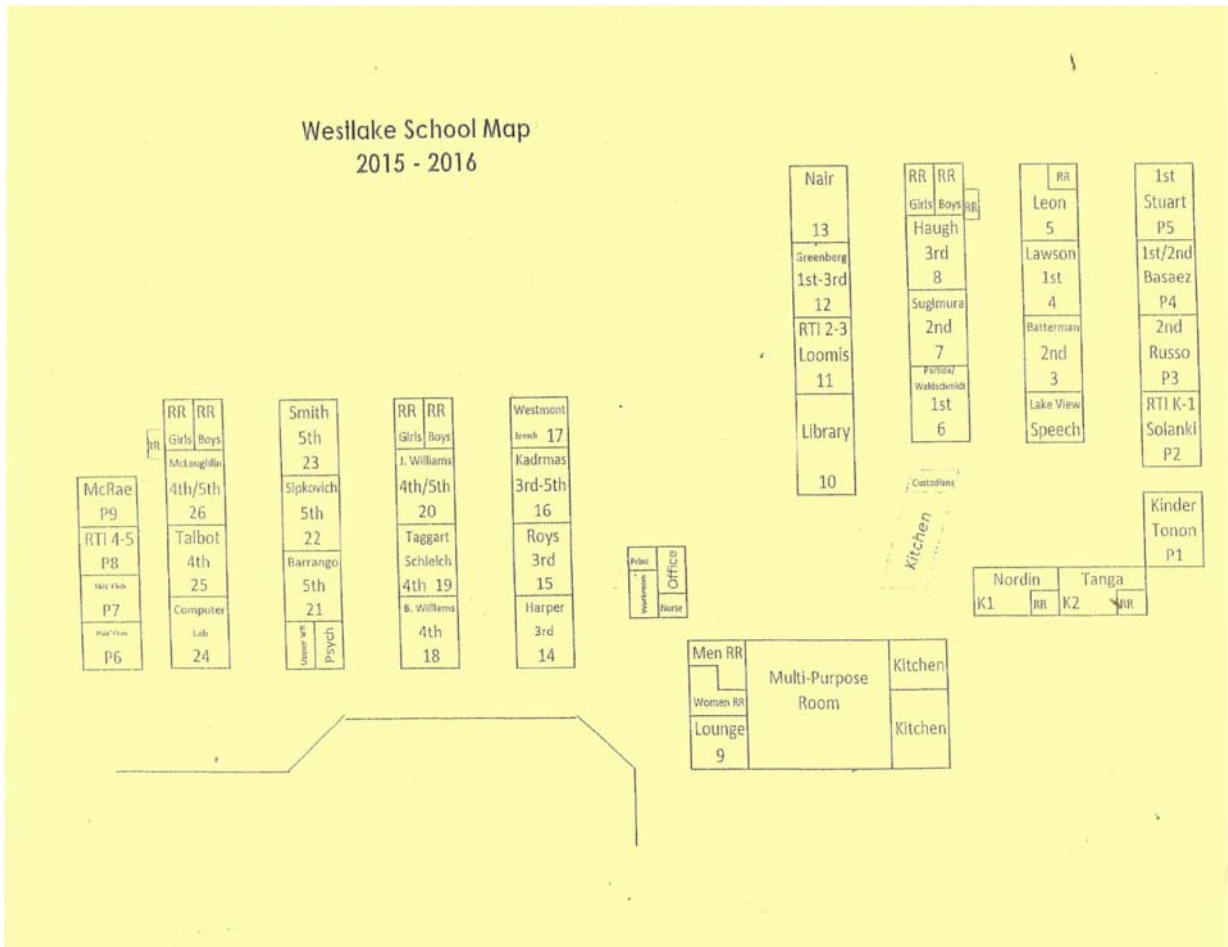 Westlake School Map
2015 - 2016
Nair
13
Greenberg
1st-3rd
12
RTI 2-3
Loomis
11
Library
10
RR RR
Girls Boys
RR
Haugh
3rd
8
Sugimura
2nd
7
Waldschmidt
1st
6
RR
Leon
5
Lawson
1st
4
Batterman
2nd
3
Lake View
Speech
1st
Stuart
P5
1st/2nd
Basaez
P4
2nd
Russo
P3
RTI K-1
Solanki
P2
Kinder
Tonon
P1
Nordin
K1
RR
Tanga
K2
RR
Custodians
Kitchen
McRae
P9
RTI 4-5
P8
P7
P6
RR
RR RR
Girls Boys
McLaughlin
4th/5th
26
Talbot
4th
25
Computer
Lab
24
Smith
5th
23
Sipkovich
5th
22
Barrango
5th
21
Psych
RR RR
Girls Boys
J. Williams
4th/5th
20
Taggart
Schleich
4th 19
B. Williams
4th
18
Westmont
Speech 17
Kadrmas
3rd-5th
16
Roys
3rd
15
Harper
3rd
14
Princ
Office
Workroom
Nurse
Men RR
Women RR
Lounge
9
Multi-Purpose
Room
Kitchen
Kitchen